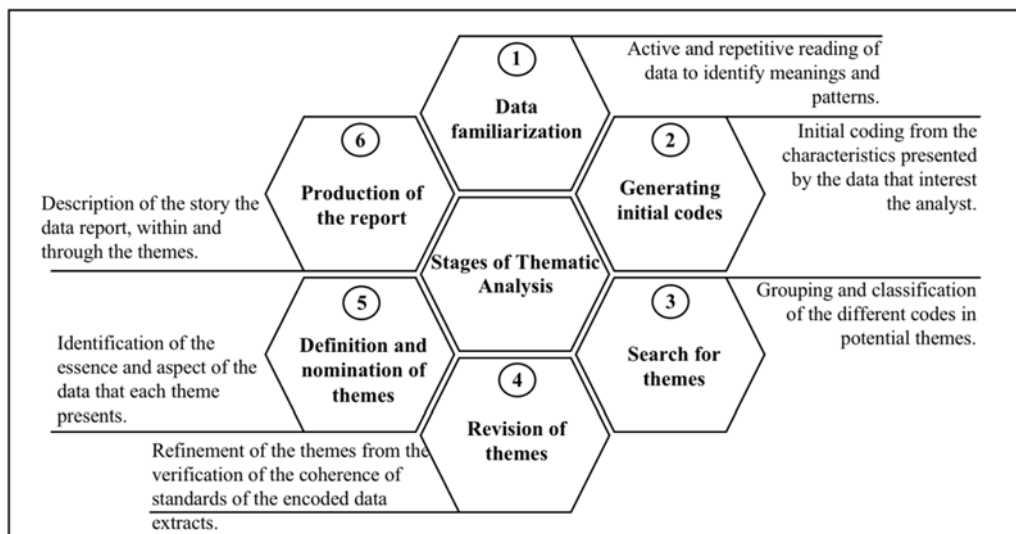 1
Data
familiarization
Active and repetitive reading of
data to identify meanings and
patterns.
2
Generating
initial codes
Initial coding from the
characteristics presented
by the data that interest
the analyst.
Stages of Thematic
Analysis
3
Search for
themes
Grouping and classification
of the different codes in
potential themes.
4
Revision of
themes
Refinement of the themes from the
verification of the coherence of
standards of the encoded data
extracts.
5
Definition and
nomination of
themes
Identification of the
essence and aspect of the
data that each theme
presents.
6
Production of
the report
Description of the story the
data report, within and
through the themes.